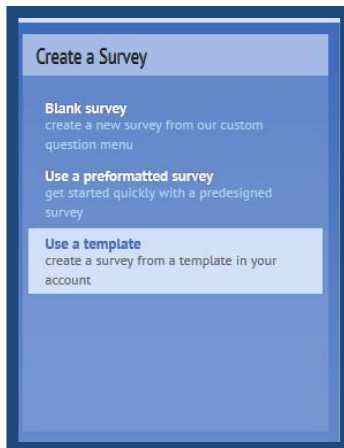 Create a Survey
Blank survey
create a new survey from our custom
question menu
Use a preformatted survey
get started quickly with a predesigned
survey
Use a template
create a survey from a template in your
account